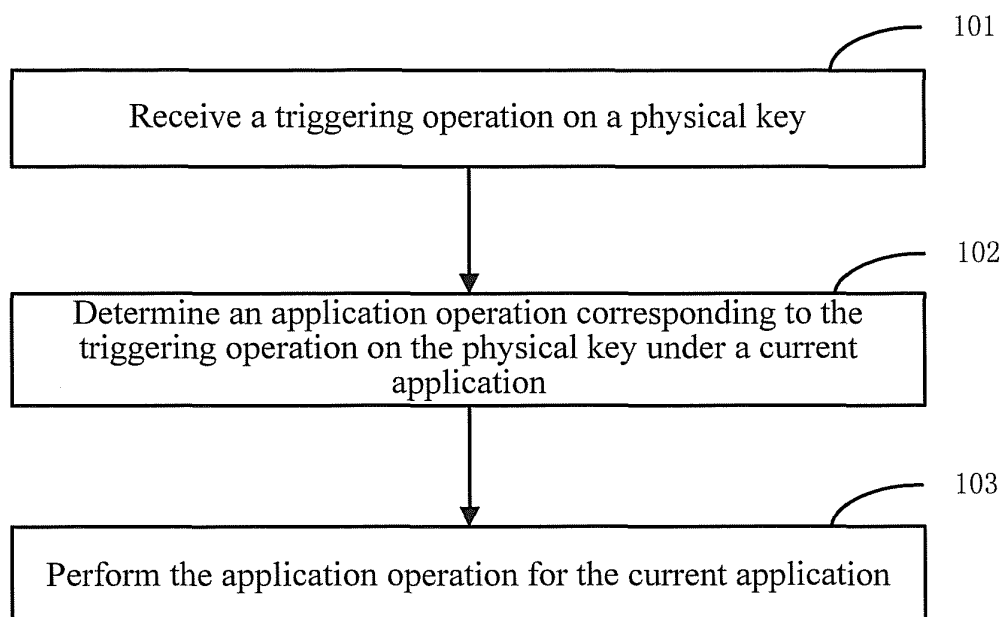 101
Receive a triggering operation on a physical key
102
Determine an application operation corresponding to the
triggering operation on the physical key under a current
application
103
Perform the application operation for the current application